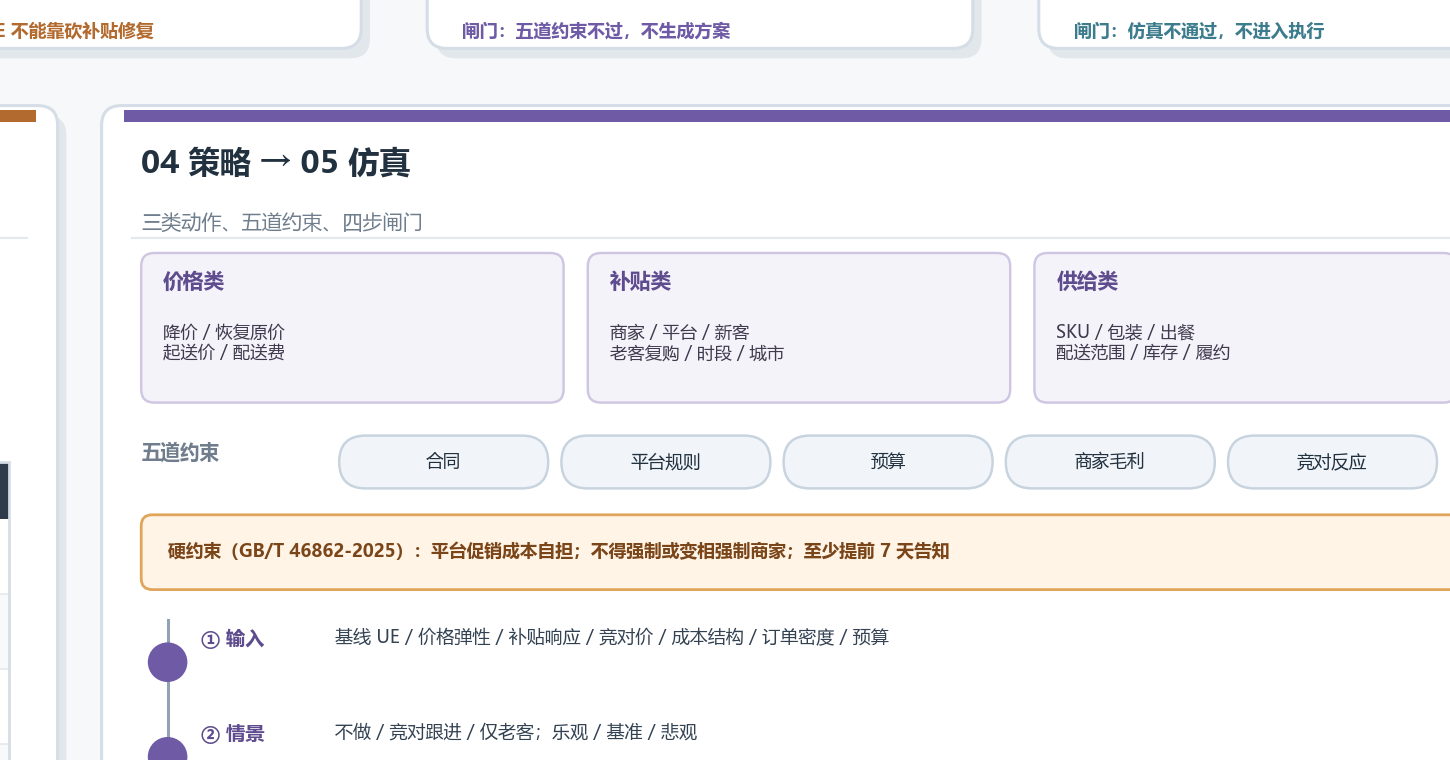 E 不能靠砍补贴修复
闸门：五道约束不过，不生成方案
闸门：仿真不通过，不进入执行
04 策略 → 05 仿真
三类动作、五道约束、四步闸门
价格类
降价 / 恢复原价
起送价 / 配送费
补贴类
商家 / 平台 / 新客
老客复购 / 时段 / 城市
供给类
SKU / 包装 / 出餐
配送范围 / 库存 / 履约
五道约束
合同
平台规则
预算
商家毛利
竞对反应
硬约束（GB/T 46862-2025）：平台促销成本自担；不得强制或变相强制商家；至少提前 7 天告知
① 输入
基线 UE / 价格弹性 / 补贴响应 / 竞对价 / 成本结构 / 订单密度 / 预算
② 情景
不做 / 竞对跟进 / 仅老客；乐观 / 基准 / 悲观